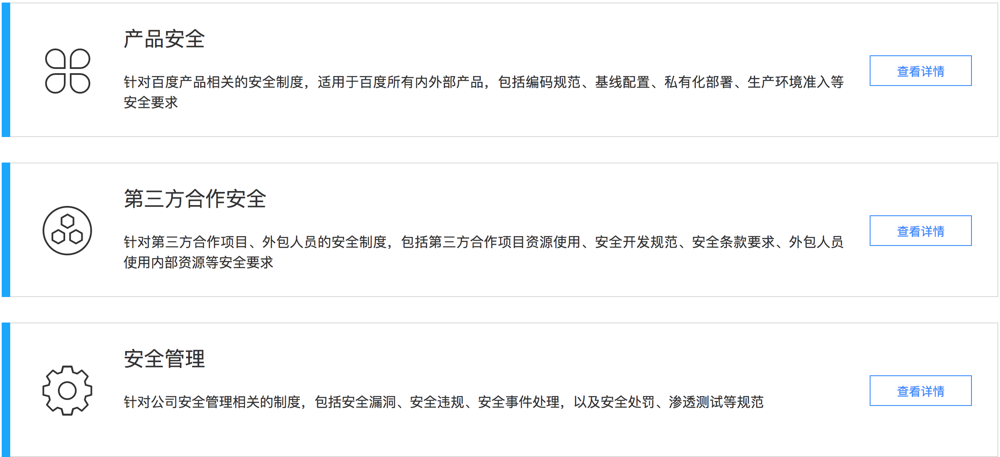 产品安全
针对百度产品相关的安全制度，适用于百度所有内外部产品，包括编码规范、基线配置、私有化部署、生产环境准入等
安全要求
查看详情
第三方合作安全
针对第三方合作项目、外包人员的安全制度，包括第三方合作项目资源使用、安全开发规范、安全条款要求、外包人员
使用内部资源等安全要求
查看详情
安全管理
针对公司安全管理相关的制度，包括安全漏洞、安全违规、安全事件处理，以及安全处罚、渗透测试等规范
查看详情